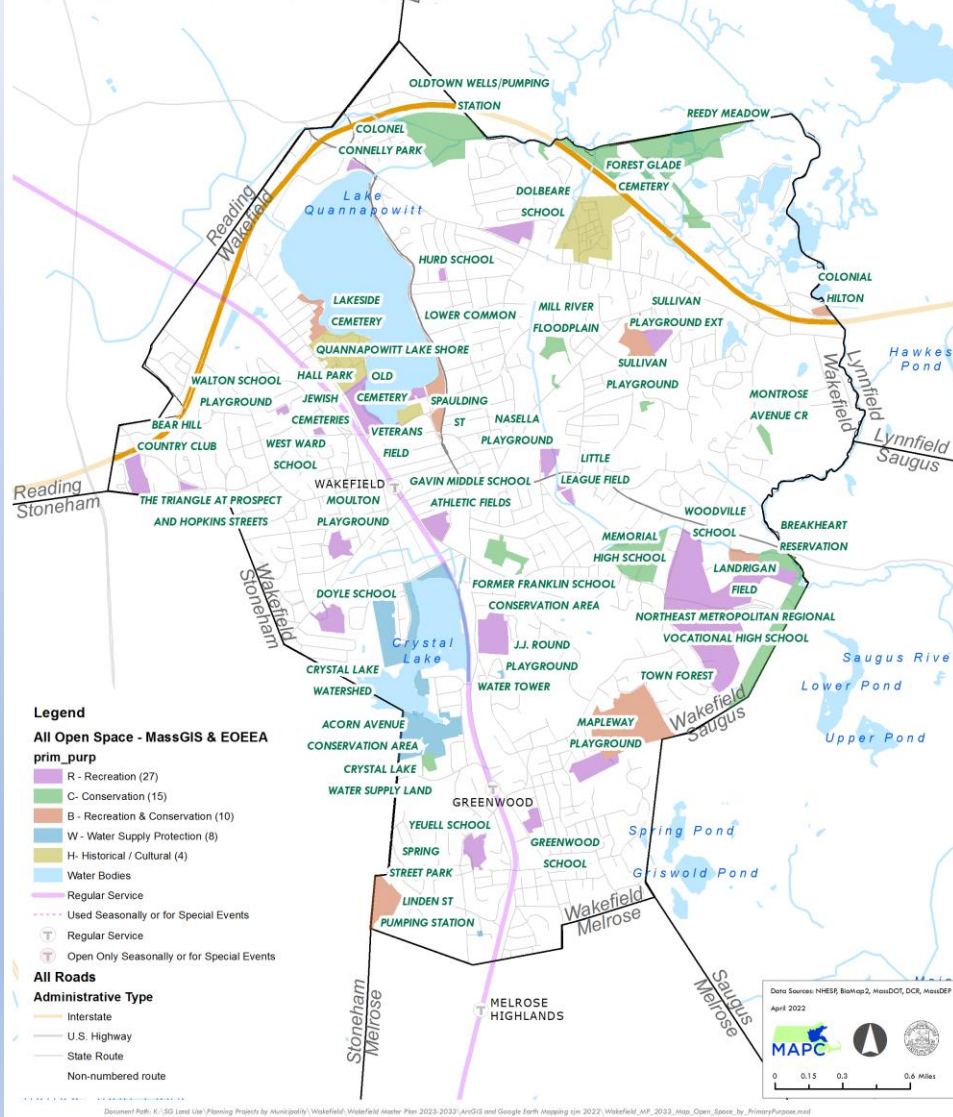 OLDTOWN WELLS/PUMPING
STATION
REEDY MEADOW
COLONEL
CONNELLY PARK
FOREST GLADE
CEMETERY
Lake
Quannapowitt
DOLBEARE
SCHOOL
Reading
Wakefield
HURD SCHOOL
COLONIAL
HILTON
LAKESIDE
CEMETERY
LOWER COMMON
MILL RIVER
FLOODPLAIN
SULLIVAN
PLAYGROUND EXT
QUANNAPOWITT LAKE SHORE
SULLIVAN
PLAYGROUND
Lynnfield
Wakefield
Hawkes
Pond
WALTON SCHOOL
PLAYGROUND
HALL PARK
OLD
CEMETERY
JEWISH
CEMETERIES
SPAULDING
ST
MONTROSE
AVENUE CR
BEAR HILL
COUNTRY CLUB
VETERANS
FIELD
NASELLA
PLAYGROUND
Lynnfield
Saugus
WEST WARD
SCHOOL
LITTLE
LEAGUE FIELD
Reading
Stoneham
WAKEFIELD
T
GAVIN MIDDLE SCHOOL
ATHLETIC FIELDS
THE TRIANGLE AT PROSPECT
AND HOPKINS STREETS
MOULTON
PLAYGROUND
WOODVILLE
SCHOOL
BREAKHEART
RESERVATION
MEMORIAL
HIGH SCHOOL
LANDRIGAN
FIELD
Wakefield
Stoneham
DOYLE SCHOOL
FORMER FRANKLIN SCHOOL
CONSERVATION AREA
NORTHEAST METROPOLITAN REGIONAL
VOCATIONAL HIGH SCHOOL
Crystal
Lake
J.J. ROUND
PLAYGROUND
Saugus Rive
CRYSTAL LAKE
WATERSHED
WATER TOWER
TOWN FOREST
Lower Pond
Wakefield
Saugus
ACORN AVENUE
CONSERVATION AREA
MAPLEWAY
PLAYGROUND
Upper Pond
CRYSTAL LAKE
WATER SUPPLY LAND
T
GREENWOOD
YEUELL SCHOOL
GREENWOOD
SCHOOL
Spring Pond
SPRING
STREET PARK
Griswold Pond
LINDEN ST
PUMPING STATION
Wakefield
Melrose
Stoneham
Melrose
T
MELROSE
HIGHLANDS
Saugus
Melrose
Legend
All Open Space - MassGIS & EOEEA
prim_purp
R - Recreation (27)
C- Conservation (15)
B - Recreation & Conservation (10)
W - Water Supply Protection (8)
H- Historical / Cultural (4)
Water Bodies
Regular Service
Used Seasonally or for Special Events
T Regular Service
T Open Only Seasonally or for Special Events
All Roads
Administrative Type
Interstate
U.S. Highway
State Route
Non-numbered route
Data Sources: NHESP, BioMap2, MassDOT, DCR, MassDEP
April 2022
MAPC
0 0.15 0.3 0.6 Miles